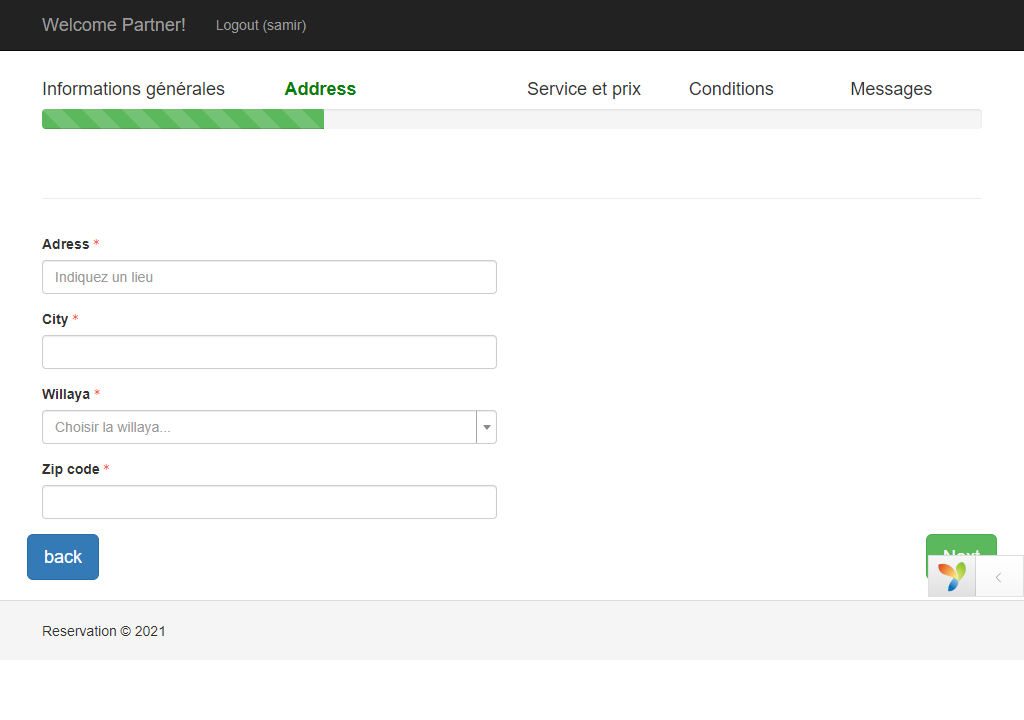 Welcome Partner! Logout (samir)
Informations générales Address Service et prix Conditions Messages
Adress *
Indiquez un lieu
City *
Willaya *
Choisir la willaya...
Zip code *
back Next
Reservation © 2021